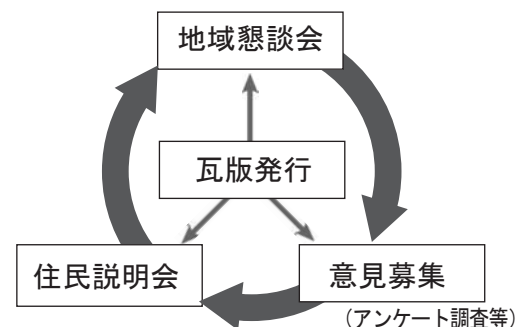 地域懇談会
瓦版発行
住民説明会
意見募集
（アンケート調査等）